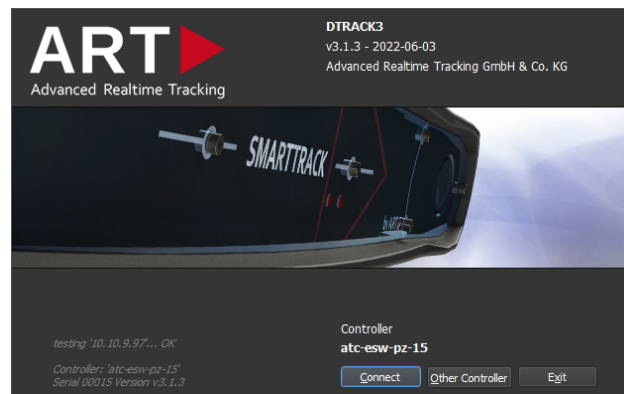 ART
Advanced Realtime Tracking
DTRACK3
v3.1.3 - 2022-06-03
Advanced Realtime Tracking GmbH & Co. KG
SMARTTRACK
by ART
testing '10.10.9.97'... OK
Controller: 'atc-esw-pz-15'
Serial 00015 Version v3.1.3
Controller
atc-esw-pz-15
Connect
Other Controller
Exit